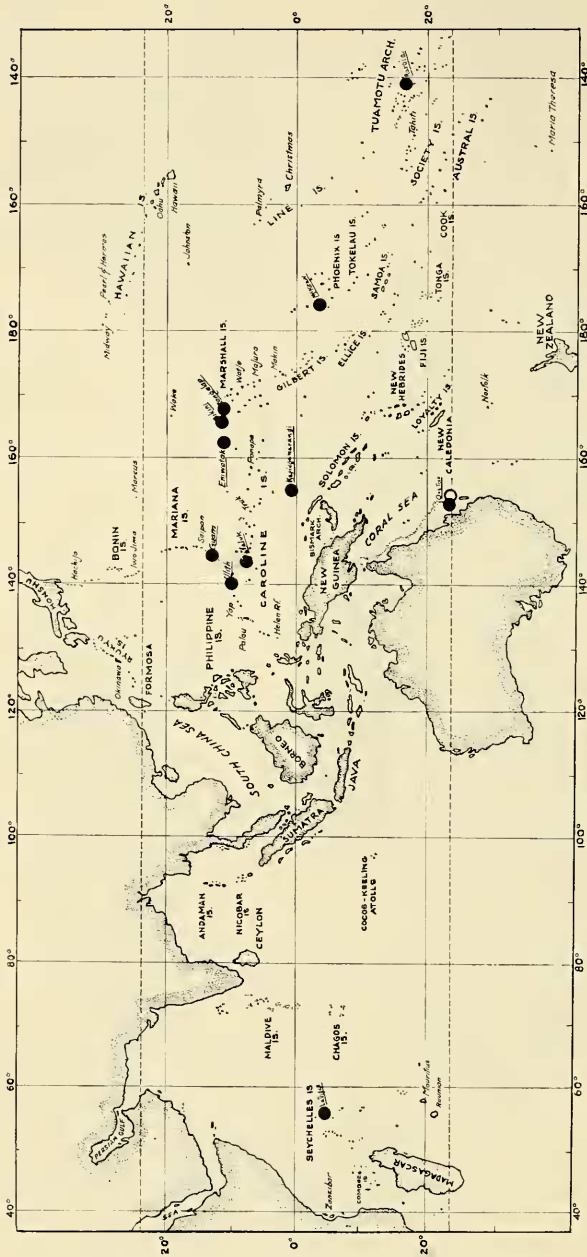 140°
160°
180°
160°
140°
120°
100°
80°
60°
40°
20°
0°
20°
PERSIAN GULF
SEYCHELLES IS
Zanzibar
COMORES
IS
MADAGASCAR
Mauritius
Reunion
MALDIVE
IS.
CHAGOS
IS.
CEYLON
ANDAMAN
IS.
NICOBAR
IS
COCOS-KEELING
ATOLLS
SUMATRA
JAVA
BORNEO
SOUTH CHINA SEA
PHILIPPINE
IS.
FORMOSA
RYUKYU
IS.
Okinawa
HONSHU
Hachijo
BONIN
IS
Iwo Jima
Marcus
MARIANA
IS.
Saipan
Guam
Yap
Palau
Helen Rf.
CAROLINE
IS.
Ponape
Kapingamarangi
NEW
GUINEA
BISMARK
ARCH.
SOLOMON IS.
CORAL SEA
NEW
CALEDONIA
LOYALTY IS.
NEW
HEBRIDES
Norfolk
NEW
ZEALAND
FIJI IS.
Wake
Eniwetok
MARSHALL IS.
Wotje
Majuro
Makin
GILBERT IS.
ELLICE IS
PHOENIX IS
TOKELAU IS.
SAMOA IS
TONGA
IS.
COOK
IS.
Midway
Pearl & Hermes
HAWAIIAN
IS.
Oahu
Hawaii
Johnston
Palmyra
LINE
IS.
Christmas
TUAMOTU ARCH.
Tahiti
SOCIETY IS
AUSTRAL IS.
Maria Theresa